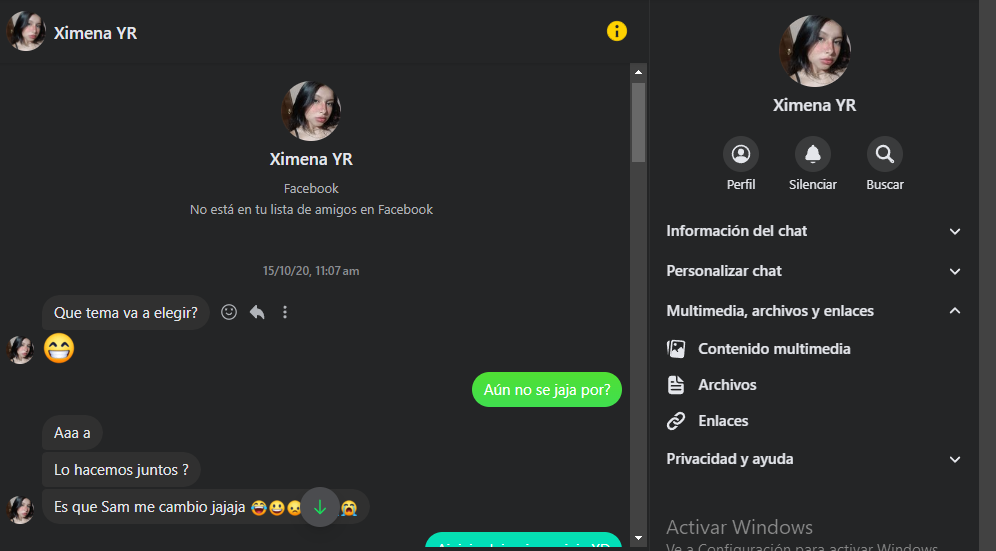 Ximena YR
Ximena YR
Facebook
No está en tu lista de amigos en Facebook
15/10/20, 11:07 am
Que tema va a elegir?
Aún no se jaja por?
Aaa a
Lo hacemos juntos ?
Es que Sam me cambio jajaja
Ximena YR
Perfil
Silenciar
Buscar
Información del chat
Personalizar chat
Multimedia, archivos y enlaces
Contenido multimedia
Archivos
Enlaces
Privacidad y ayuda
Activar Windows
Ve a Configuración para activar Windows.